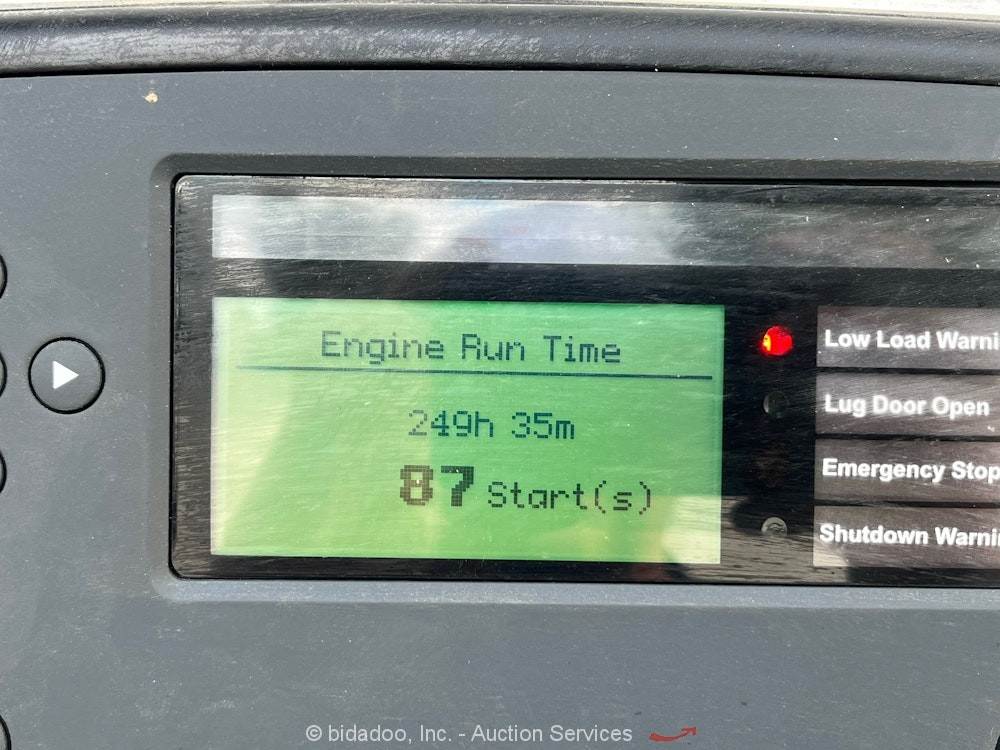 Engine Run Time
249h 35m
87 Start(s)
Low Load Warni
Lug Door Open
Emergency Stop
Shutdown Warnin
© bidadoo, Inc. - Auction Services